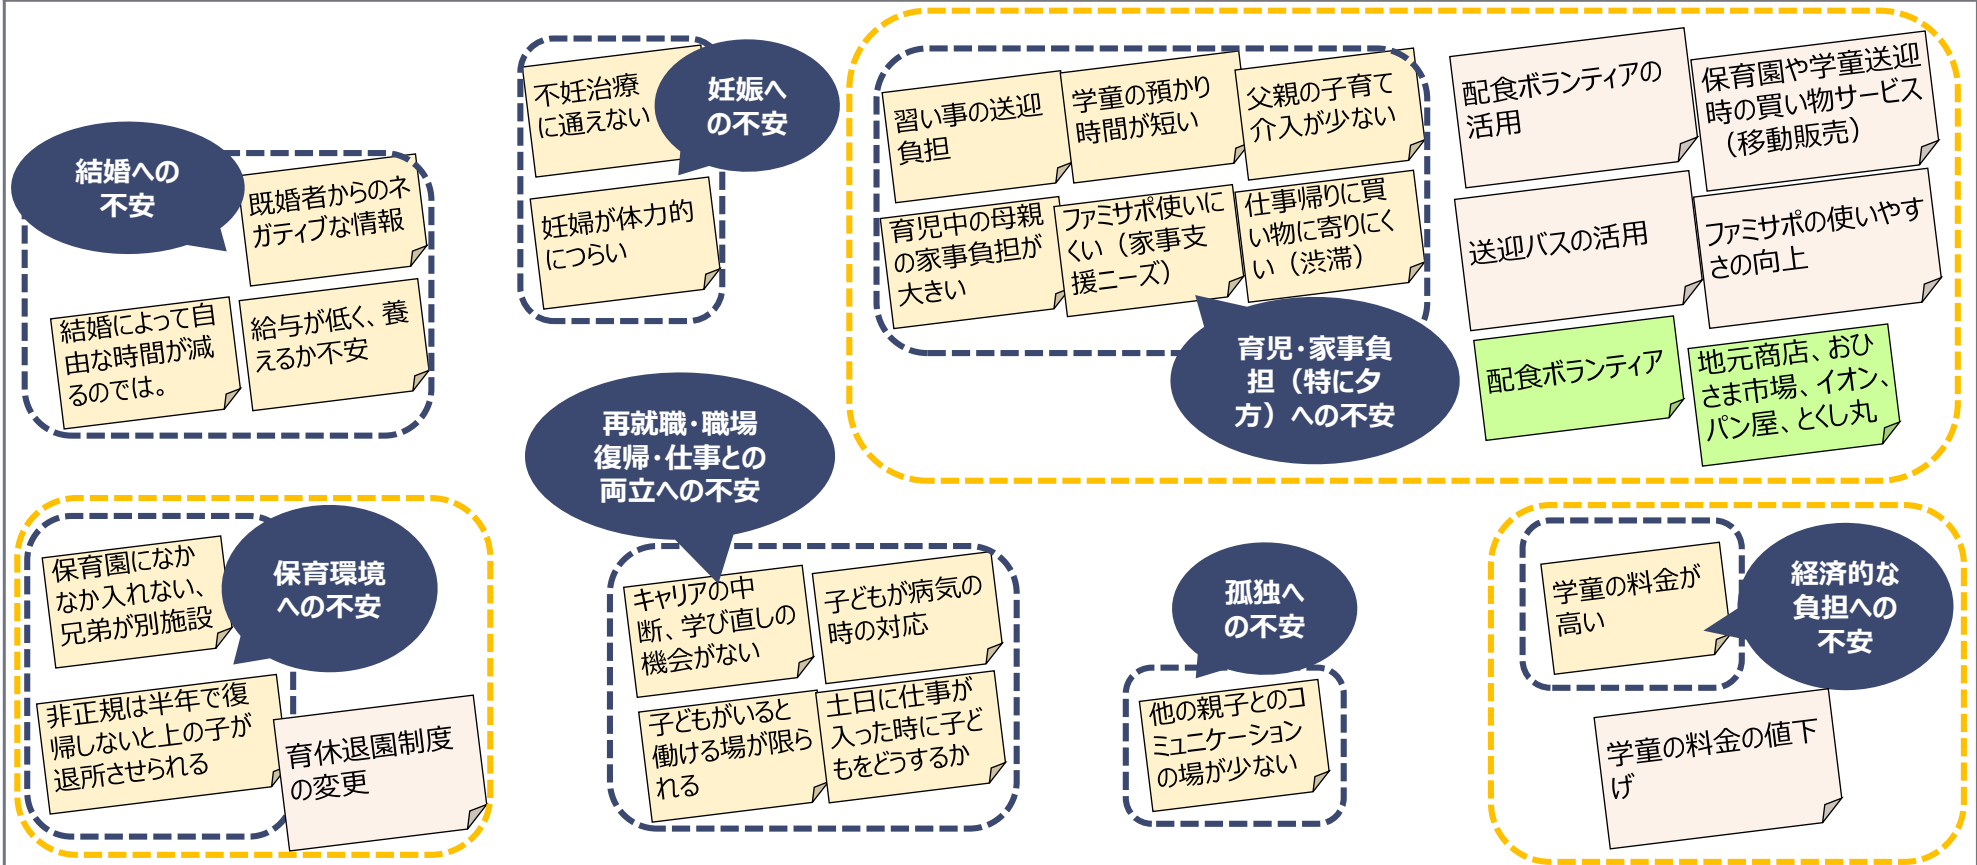 結婚への
不安
既婚者からのネ
ガティブな情報
結婚によって自
由な時間が減
るのでは。
給与が低く、養
えるか不安
不妊治療
に通えない
妊娠へ
の不安
妊婦が体力的
につらい
習い事の送迎
負担
学童の預かり
時間が短い
父親の子育て
介入が少ない
育児中の母親
の家事負担が
大きい
ファミサポ使いに
くい（家事支
援ニーズ）
仕事帰りに買
い物に寄りにく
い（渋滞）
育児・家事負
担（特に夕
方）への不安
配食ボランティアの
活用
保育園や学童送迎
時の買い物サービス
（移動販売）
送迎バスの活用
ファミサポの使いやす
さの向上
配食ボランティア
地元商店、おひ
さま市場、イオン、
パン屋、とくし丸
保育園になか
なか入れない、
兄弟が別施設
保育環境
への不安
非正規は半年で復
帰しないと上の子が
退所させられる
育休退園制度
の変更
再就職・職場
復帰・仕事との
両立への不安
キャリアの中
断、学び直しの
機会がない
子どもが病気の
時の対応
子どもがいると
働ける場が限ら
れる
土日に仕事が
入った時に子ど
もをどうするか
孤独へ
の不安
他の親子とのコ
ミュニケーション
の場が少ない
学童の料金が
高い
経済的な
負担への
不安
学童の料金の値下
げ